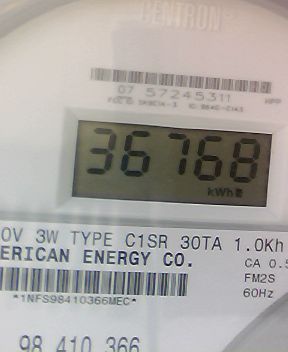 CENTRON
07 57245311
36768
kWh
0V 3W TYPE C1SR 30TA 1.0Kh
ERICAN ENERGY CO.
CA 0.5
FM2S
*1NFS98410366MEC*
60Hz
98 410 366